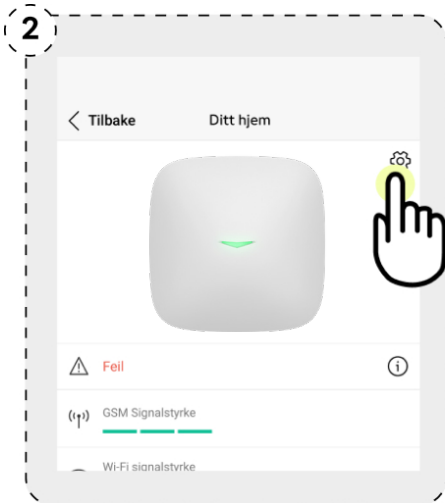 2
Tilbake Ditt hjem
Feil
GSM Signalstyrke
Wi-Fi signalstyrke